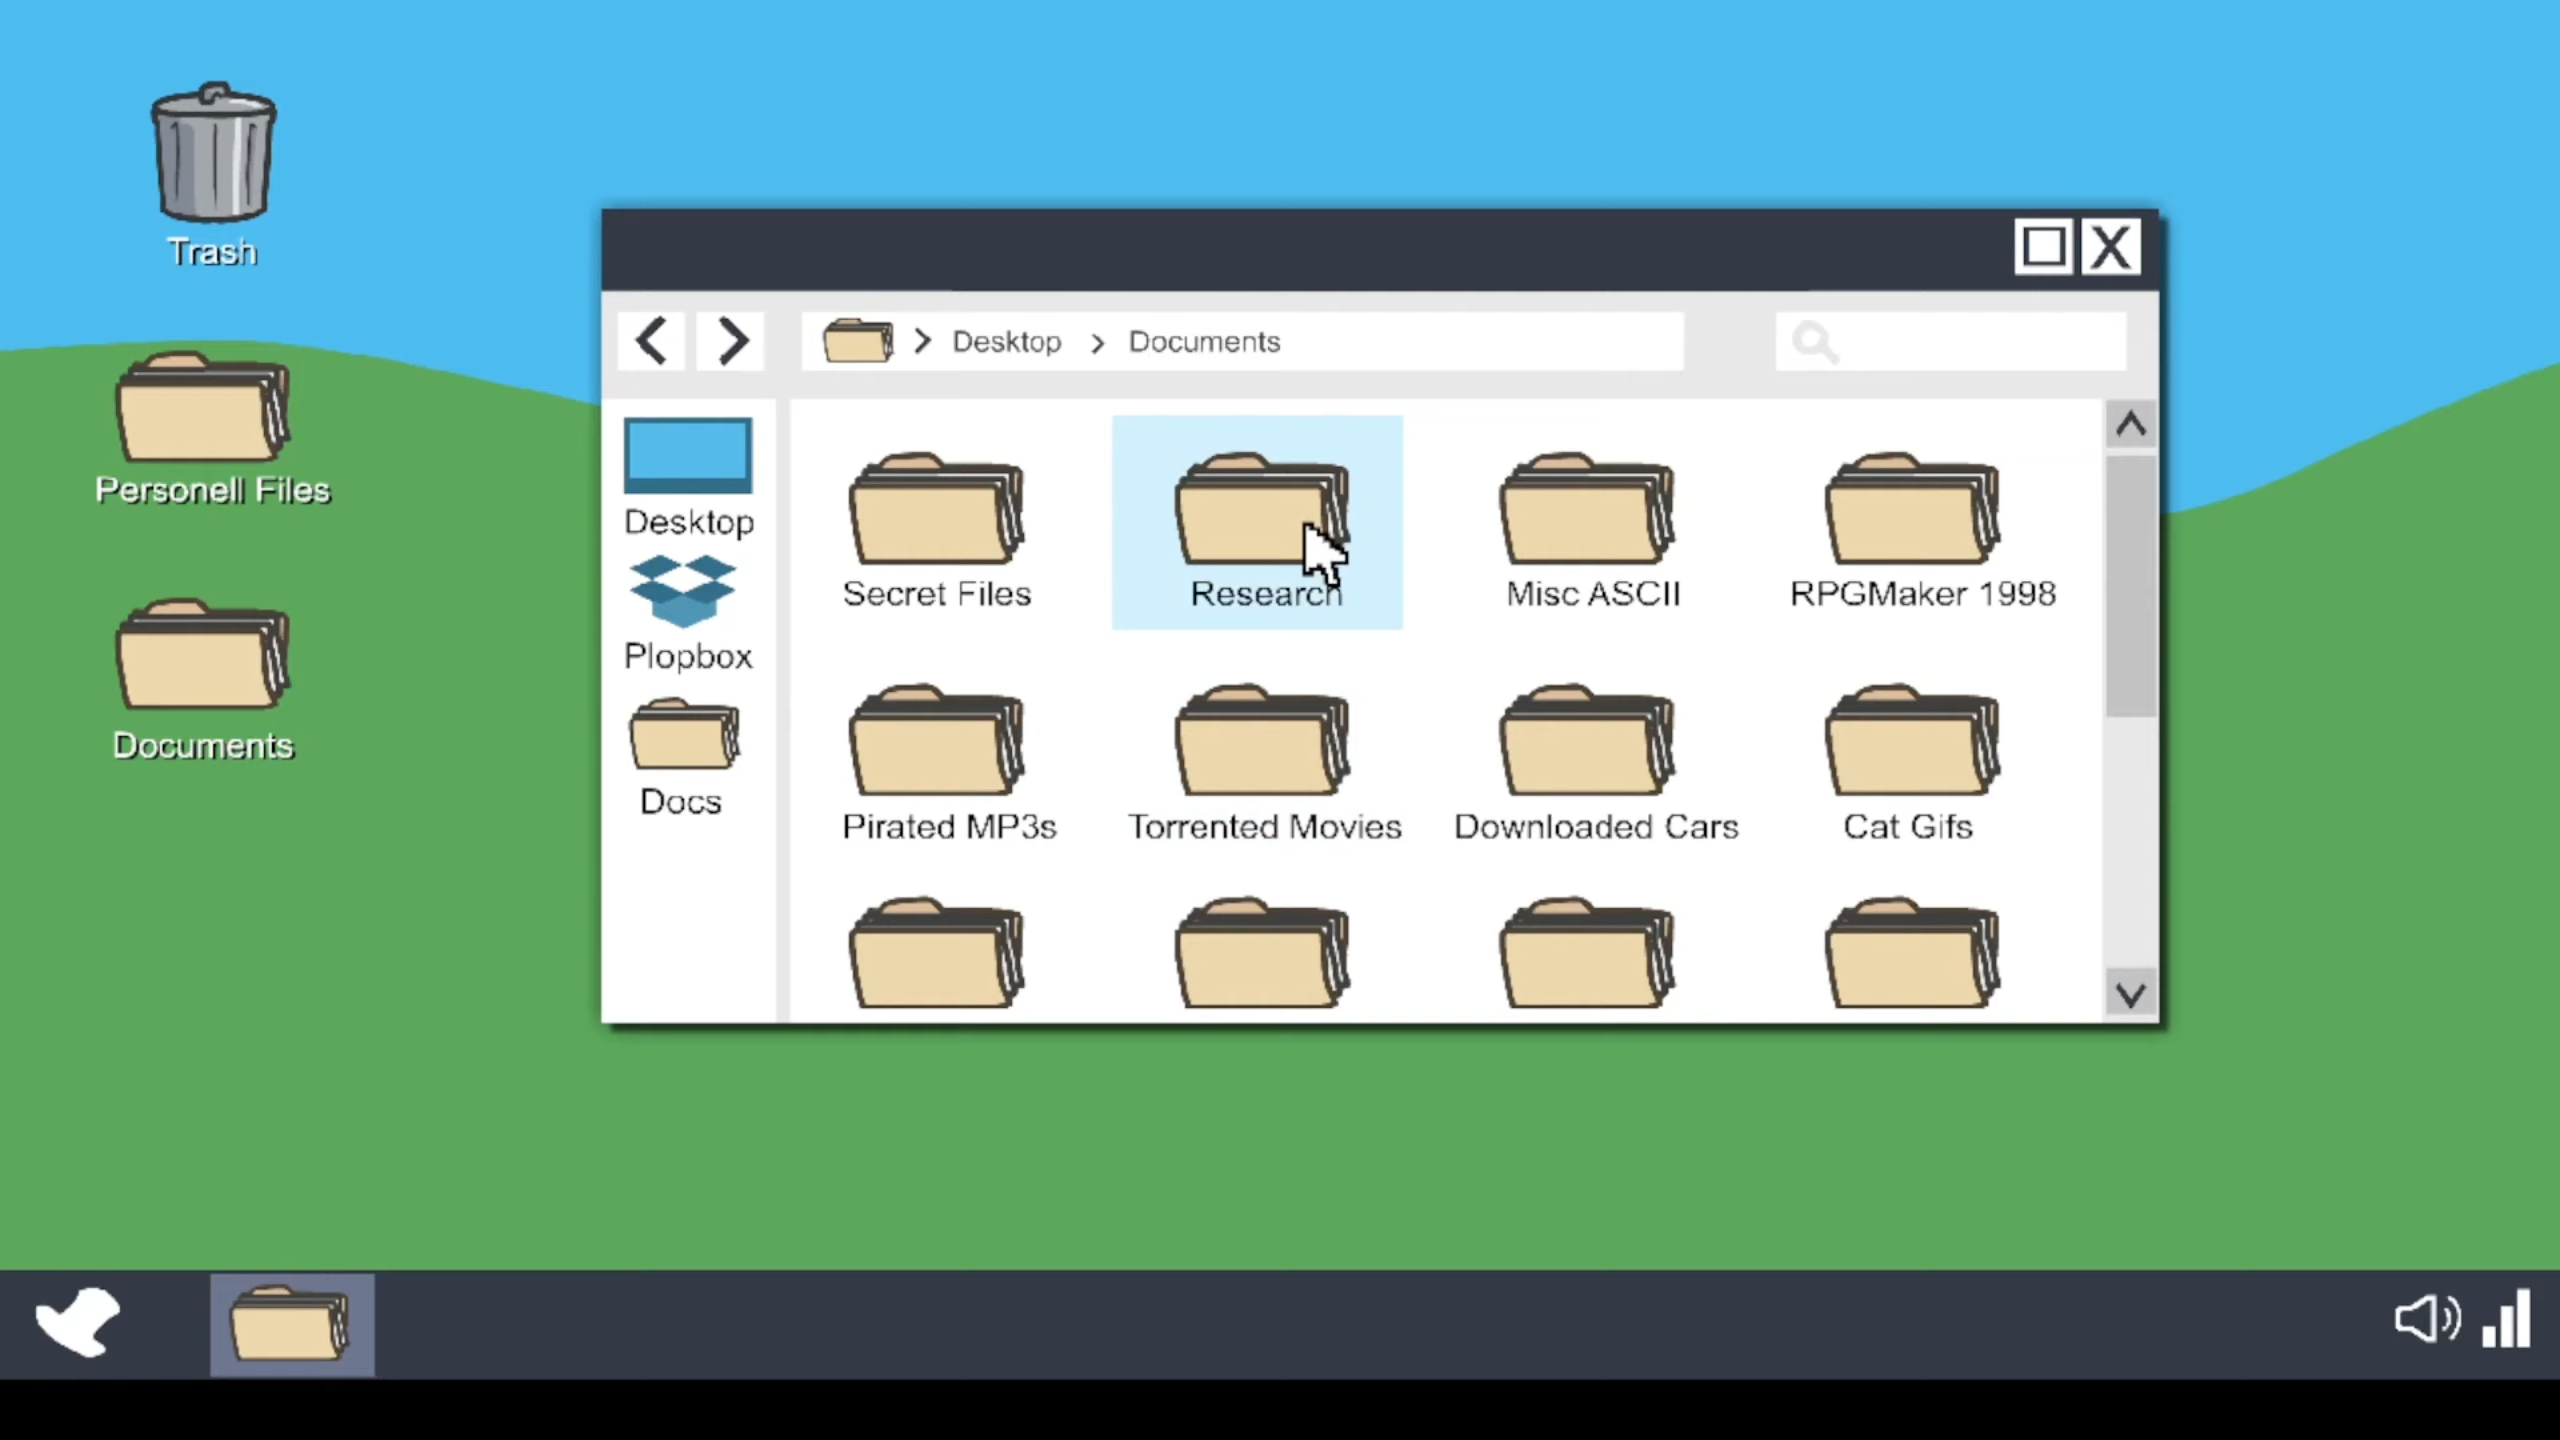 Trash
Personell Files
Documents
X
Desktop > Documents
Desktop
Plopbox
Docs
Secret Files
Research
Misc ASCII
RPGMaker 1998
Pirated MP3s
Torrented Movies
Downloaded Cars
Cat Gifs